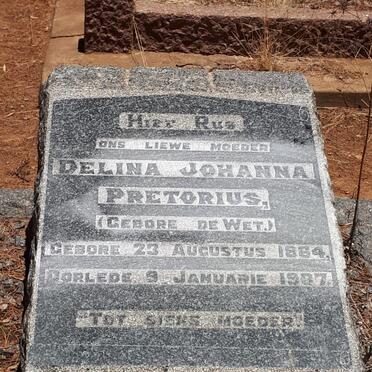 HIER RUS
ONS LIEWE MOEDER
DELINA JOHANNA
PRETORIUS,
(GEBORE DE WET.)
GEBORE 23 AUGUSTUS 1884.
OORLEDE 9 JANUARIE 1967.
"TOT SIENS MOEDER."